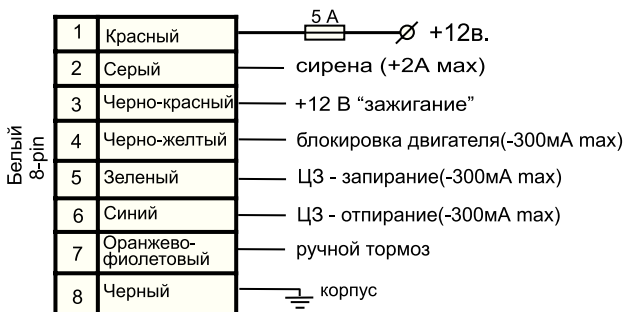 5 А
1 Красный +12в.
2 Серый сирена (+2А мах)
3 Черно-красный +12 В “зажигание”
4 Черно-желтый блокировка двигателя(-300мА max)
5 Зеленый ЦЗ - запирание(-300мА max)
6 Синий ЦЗ - отпирание(-300мА max)
7 Оранжево-
фиолетовый ручной тормоз
8 Черный корпус
Белый
8-pin